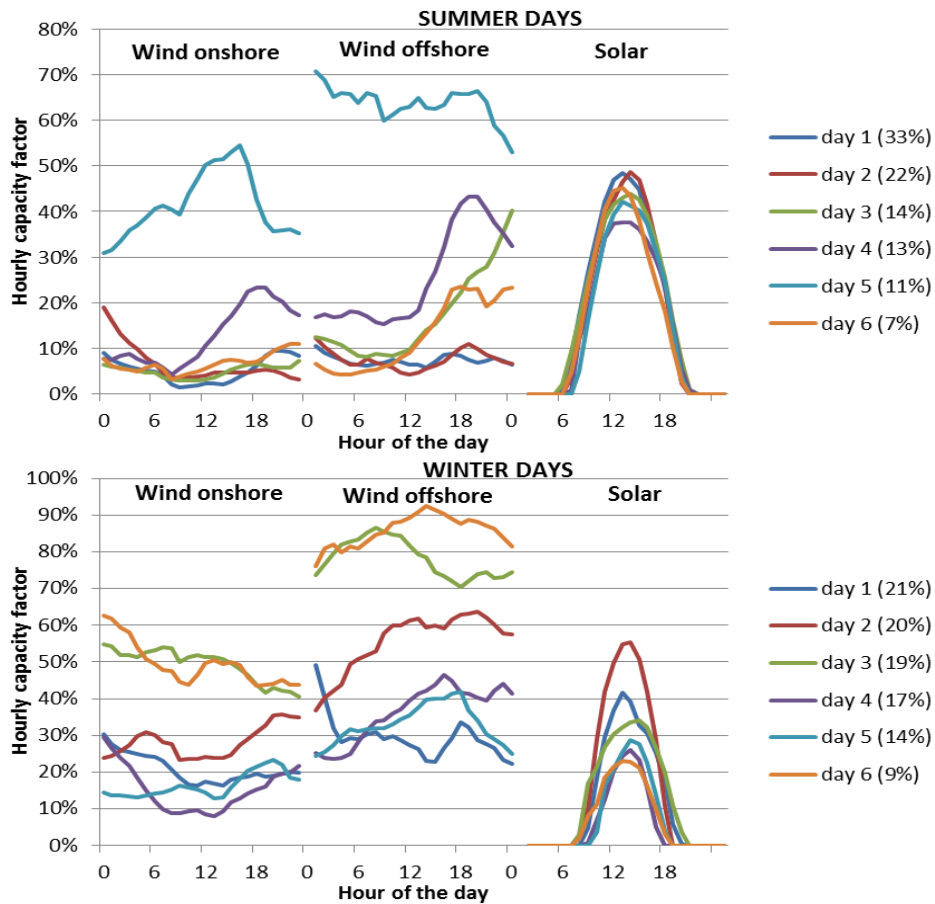 SUMMER DAYS
80%
70%
60%
50%
40%
30%
20%
10%
0%
Hourly capacity factor
Wind onshore
Wind offshore
Solar
0 6 12 18 0 6 12 18 0 6 12 18
Hour of the day
day 1 (33%)
day 2 (22%)
day 3 (14%)
day 4 (13%)
day 5 (11%)
day 6 (7%)
WINTER DAYS
100%
90%
80%
70%
60%
50%
40%
30%
20%
10%
0%
Hourly capacity factor
Wind onshore
Wind offshore
Solar
0 6 12 18 0 6 12 18 0 6 12 18
Hour of the day
day 1 (21%)
day 2 (20%)
day 3 (19%)
day 4 (17%)
day 5 (14%)
day 6 (9%)